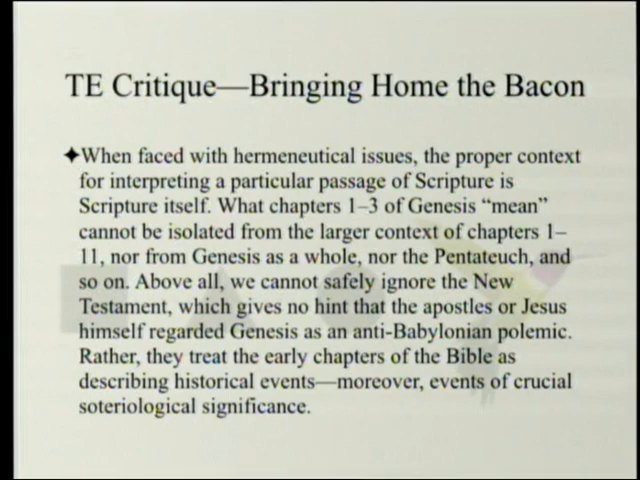 TE Critique—Bringing Home the Bacon
✦When faced with hermeneutical issues, the proper context
for interpreting a particular passage of Scripture is
Scripture itself. What chapters 1–3 of Genesis “mean”
cannot be isolated from the larger context of chapters 1–
11, nor from Genesis as a whole, nor the Pentateuch, and
so on. Above all, we cannot safely ignore the New
Testament, which gives no hint that the apostles or Jesus
himself regarded Genesis as an anti-Babylonian polemic.
Rather, they treat the early chapters of the Bible as
describing historical events—moreover, events of crucial
soteriological significance.